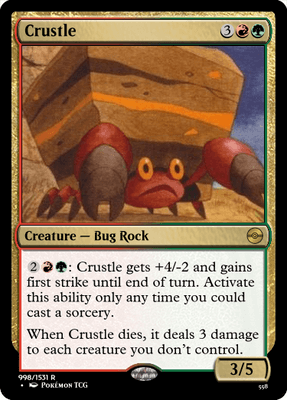 Crustle 3
Creature — Bug Rock
2: Crustle gets +4/-2 and gains
first strike until end of turn. Activate
this ability only any time you could
cast a sorcery.
When Crustle dies, it deals 3 damage
to each creature you don't control.
998/1531 R
• Pokémon TCG
558
3/5